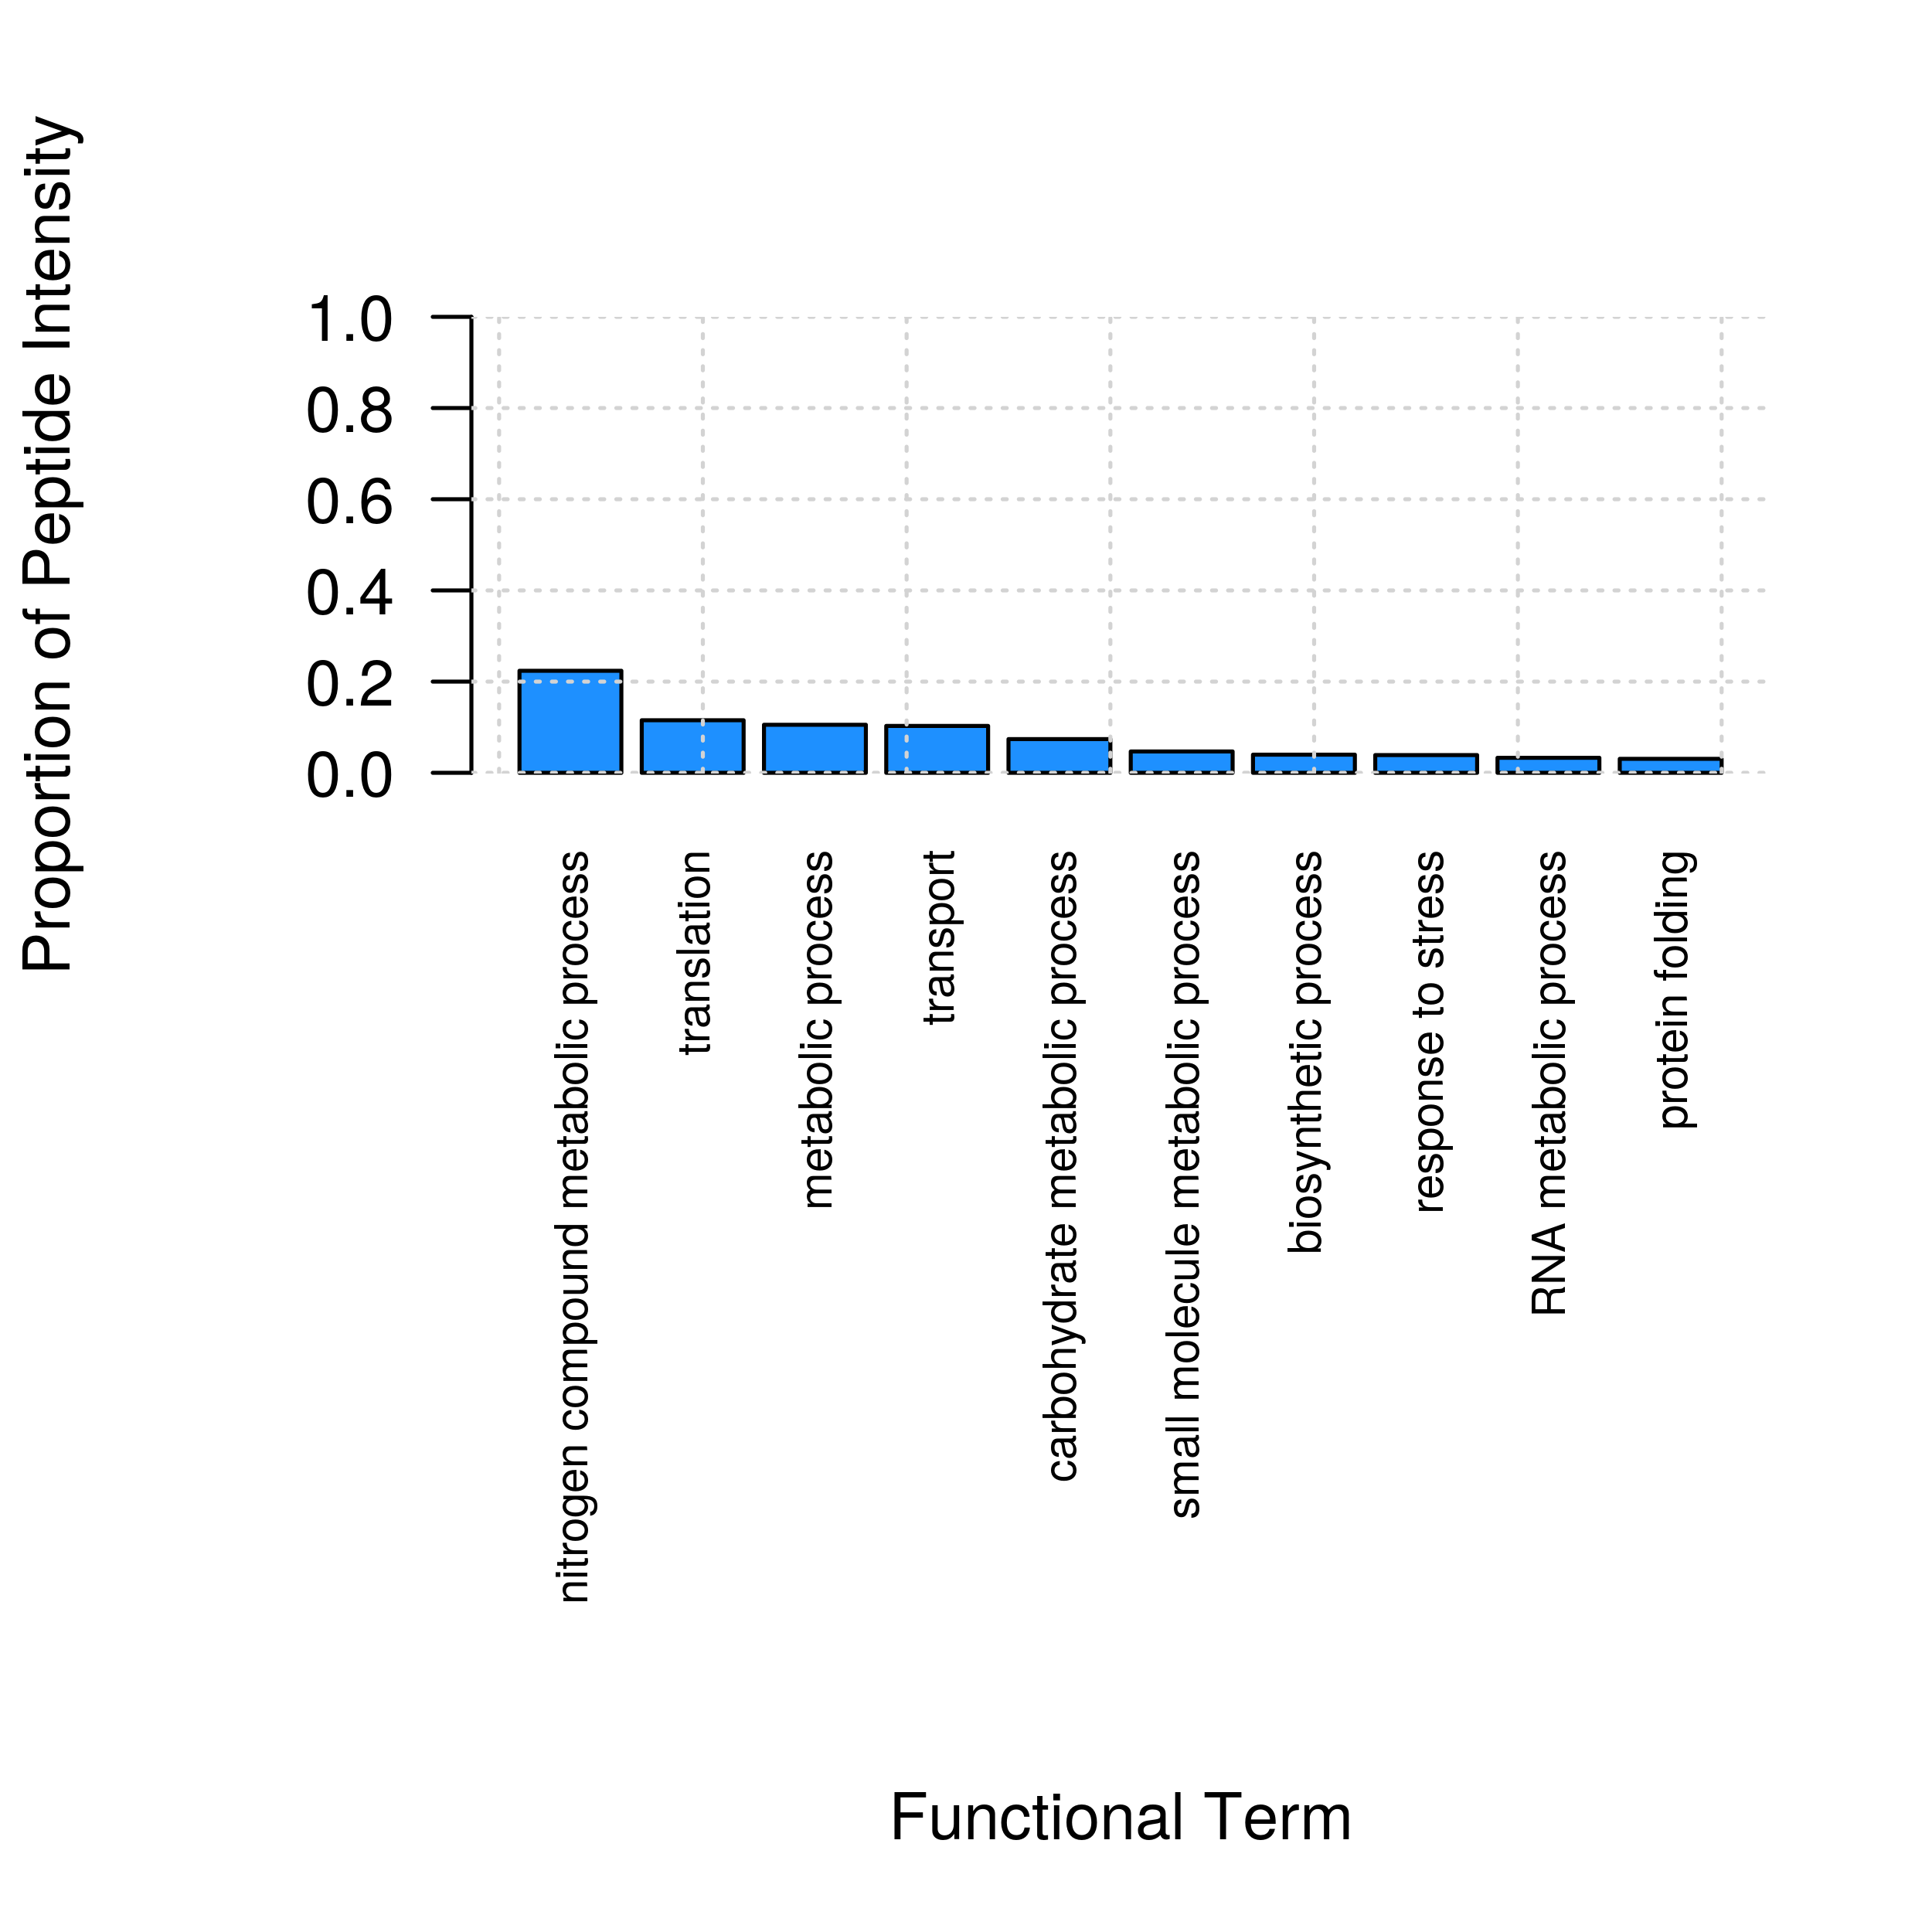 Proportion of Peptide Intensity
1.0
0.8
0.6
0.4
0.2
0.0
nitrogen compound metabolic process
translation
metabolic process
transport
carbohydrate metabolic process
small molecule metabolic process
biosynthetic process
response to stress
RNA metabolic process
protein folding
Functional Term